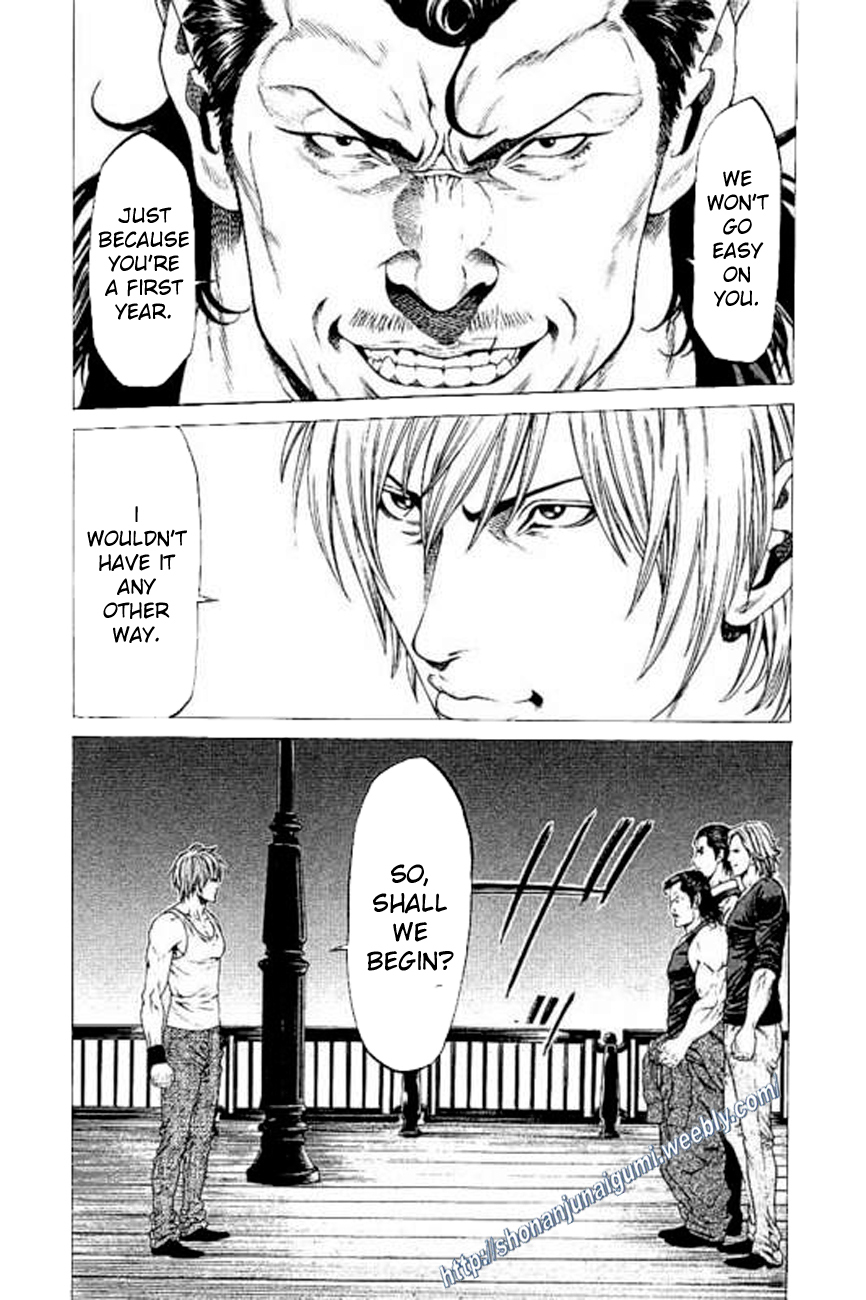 WE
WON'T
GO
EASY
ON
YOU.
JUST
BECAUSE
YOU'RE
A FIRST
YEAR.
I
WOULDN'T
HAVE IT
ANY
OTHER
WAY.
SO,
SHALL
WE
BEGIN?
http://shonanjunaigumi.weebly.com/